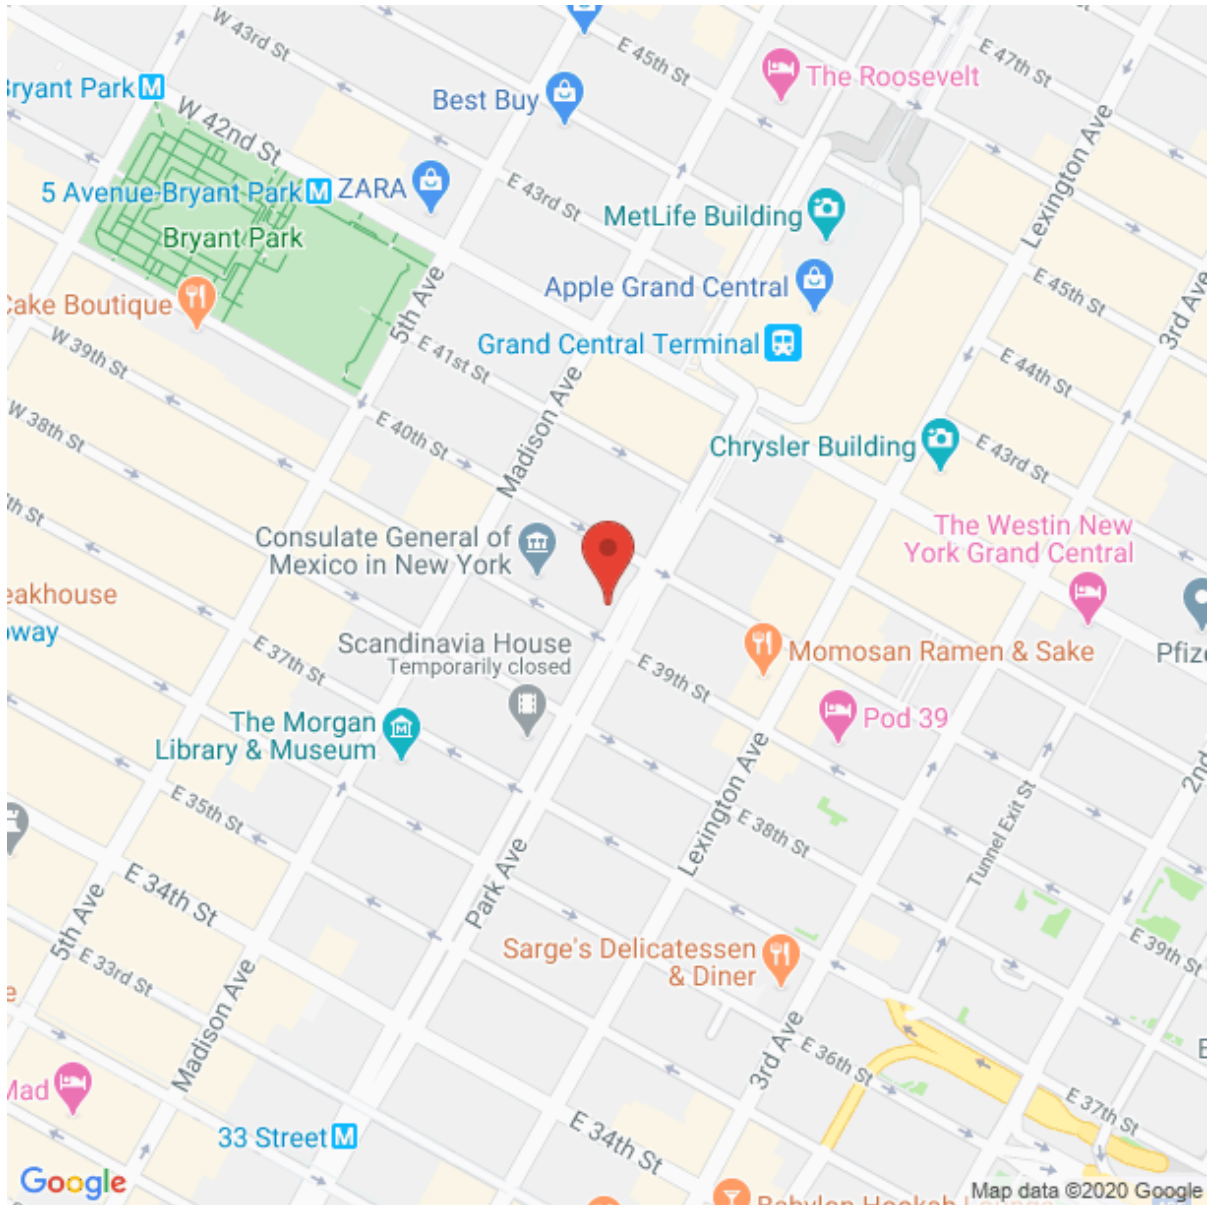 W 43rd St
E 45th St
E 47th St
The Roosevelt
Bryant Park M
Best Buy
W 42nd St
Lexington Ave
5 Avenue-Bryant Park M
ZARA
E 43rd St
MetLife Building
Bryant Park
Apple Grand Central
E 45th St
3rd Ave
Cake Boutique
5th Ave
Grand Central Terminal
W 39th St
E 41st St
E 44th St
W 38th St
E 40th St
Madison Ave
Chrysler Building
E 43rd St
7th St
Consulate General of
Mexico in New York
The Westin New
York Grand Central
eakhouse
way
Scandinavia House
Temporarily closed
E 37th St
E 39th St
Momosan Ramen & Sake
Pfize
The Morgan
Library & Museum
Pod 39
2nd
E 35th St
Lexington Ave
E 38th St
Tunnel Exit St
E 34th St
Park Ave
5th Ave
E 33rd St
Sarge's Delicatessen
& Diner
E 39th St
Madison Ave
3rd Ave
E 36th St
E
e
Mad
E 37th St
33 Street M
E 34th St
Google
Map data ©2020 Google